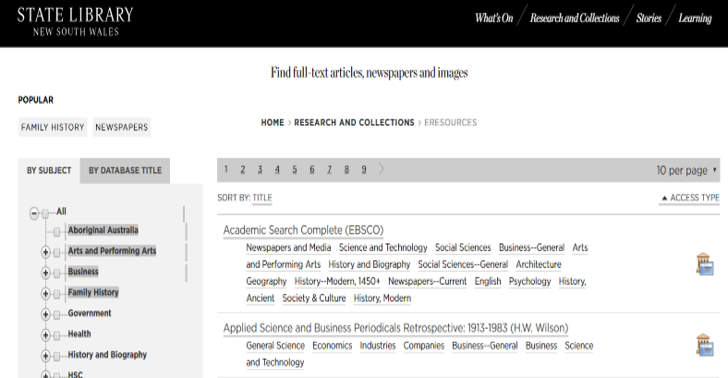 STATE LIBRARY
NEW SOUTH WALES
What's On / Research and Collections / Stories / Learning
Find full-text articles, newspapers and images
POPULAR
FAMILY HISTORY NEWSPAPERS
HOME > RESEARCH AND COLLECTIONS > ERESOURCES
BY SUBJECT BY DATABASE TITLE
All
Aboriginal Australia
Arts and Performing Arts
Business
Family History
Government
Health
History and Biography
HSC
1 2 3 4 5 6 7 8 9 >
10 per page ▾
SORT BY: TITLE
▲ ACCESS TYPE
Academic Search Complete (EBSCO)
Newspapers and Media Science and Technology Social Sciences Business--General Arts
and Performing Arts History and Biography Social Sciences--General Architecture
Geography History--Modern, 1450+ Newspapers--Current English Psychology History,
Ancient Society & Culture History, Modern
Applied Science and Business Periodicals Retrospective: 1913-1983 (H.W. Wilson)
General Science Economics Industries Companies Business--General Business Science
and Technology